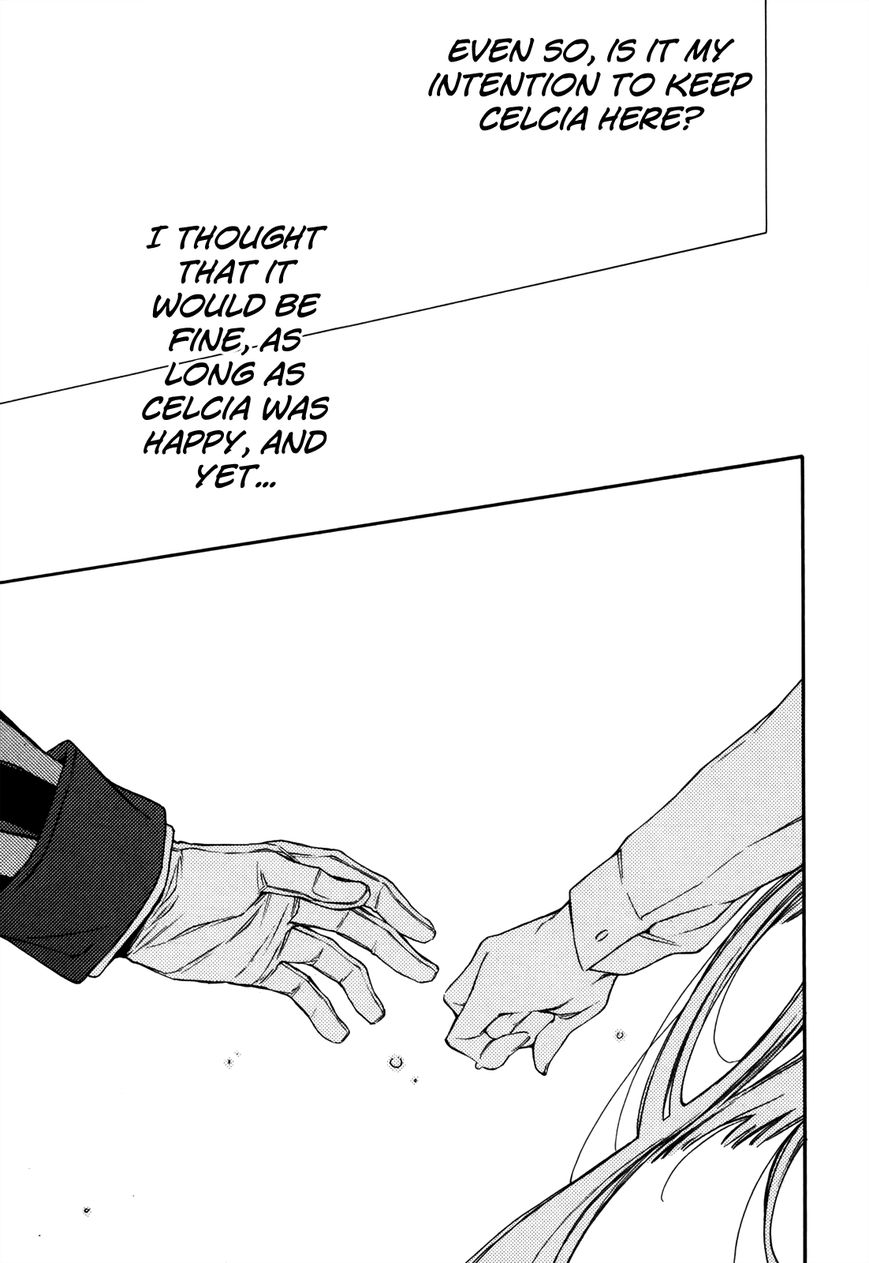 EVEN SO, IS IT MY
INTENTION TO KEEP
CELCIA HERE?
I THOUGHT
THAT IT
WOULD BE
FINE, AS
LONG AS
CELCIA WAS
HAPPY, AND
YET...